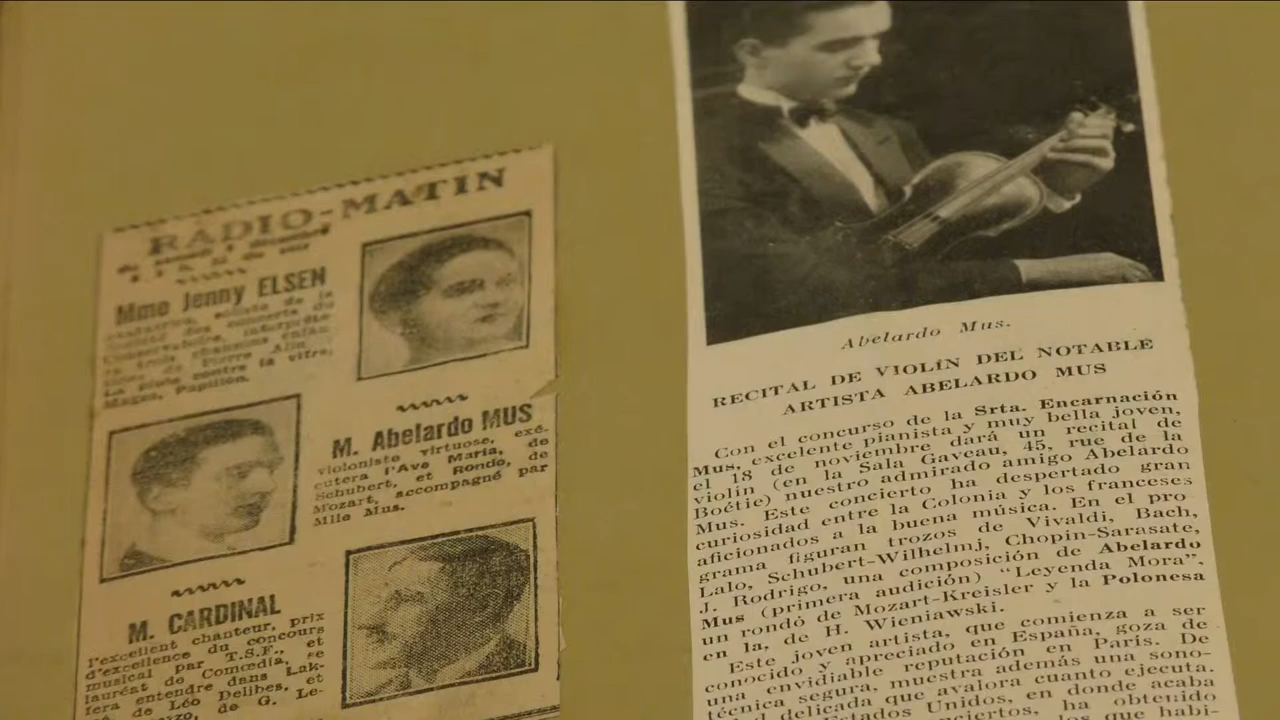 RADIO-MATIN
Mme Jenny ELSEN
cantatrice, soliste de la
Société des concerts du
Conservatoire, interprète
ra trois chansons enfan-
tines de Pierre Alin :
La Pluie contre la vitre,
Mages, Papillon.
M. Abelardo MUS
violoniste virtuose, exé-
cutera l'Ave Maria, de
Schubert, et Rondo, de
Mozart, accompagné par
Mlle Mus.
M. CARDINAL
l'excellent chanteur, prix
d'excellence du concours
musical par T.S.F., et
lauréat de Comœdia, se
fera entendre dans Lak-
mé de Léo Delibes, et
de G. Le-
Abelardo Mus.
RECITAL DE VIOLÍN DEL NOTABLE
ARTISTA ABELARDO MUS
Con el concurso de la Srta. Encarnación
Mus, excelente pianista y muy bella joven,
el 18 de noviembre dará un recital de
violín (en la Sala Gaveau, 45, rue de la
Boétie) nuestro admirado amigo Abelardo
Mus. Este concierto ha despertado gran
curiosidad entre la Colonia y los franceses
aficionados a la buena música. En el pro
grama figuran trozos de Vivaldi, Bach,
Lalo, Schubert-Wilhelmj, Chopin-Sarasate,
J. Rodrigo, una composición de Abelardo
Mus (primera audición) "Leyenda Mora",
un rondó de Mozart-Kreisler y la Polonesa
en la, de H. Wieniawski.
Este joven artista, que comienza a ser
conocido y apreciado en España, goza de
una envidiable reputación en París. De
técnica segura, muestra además una sono-
delicada que avalora cuanto ejecuta.
Estados Unidos, en donde acaba
conciertos, ha obtenido
los que habi-